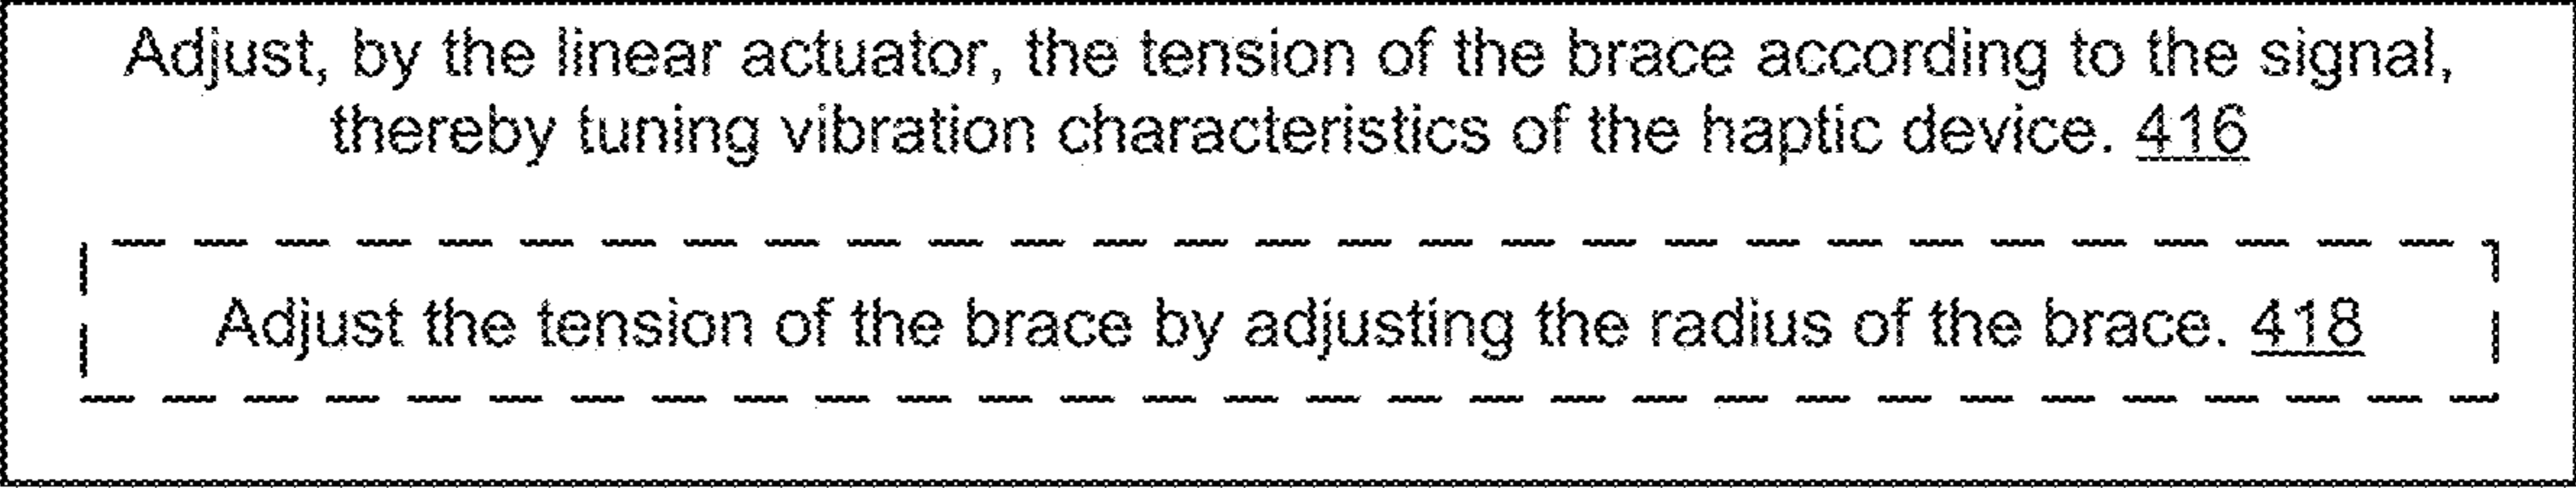 Adjust, by the linear actuator, the tension of the brace according to the signal,
thereby tuning vibration characteristics of the haptic device. 416
Adjust the tension of the brace by adjusting the radius of the brace. 418